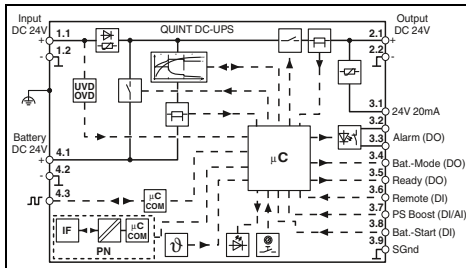 Input
DC 24V
QUINT DC-UPS
Output
DC 24V
1.1
+
1.2
-
2.1
+
2.2
-
UVD
OVD
3.1
24V 20mA
3.2
Alarm (DO)
3.3
Battery
DC 24V
4.1
+
4.2
-
4.3
μC
3.4
Bat.-Mode (DO)
3.5
Ready (DO)
3.6
Remote (DI)
3.7
PS Boost (DI/AI)
3.8
Bat.-Start (DI)
3.9
SGnd
μC
COM
IF
μC
COM
PN
ϑ